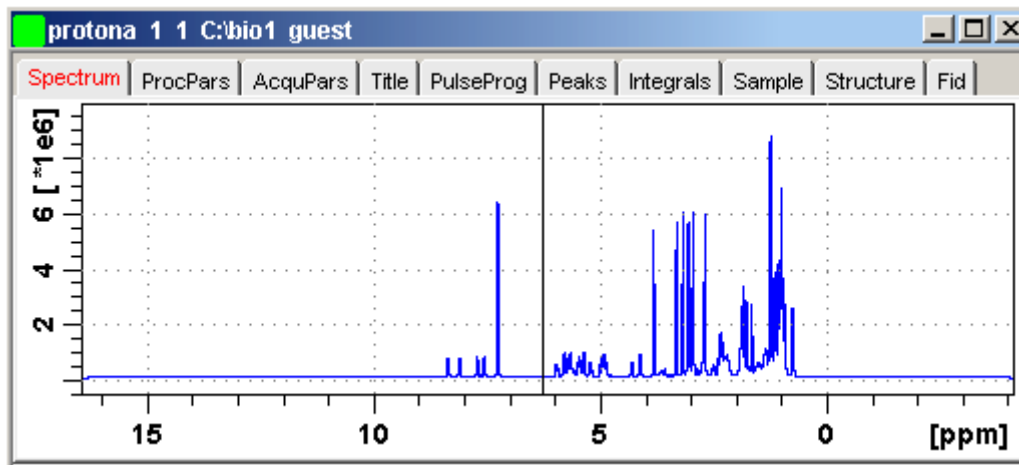 protona 1 1 C:\bio1 guest
Spectrum ProcPars AcquPars Title PulseProg Peaks Integrals Sample Structure Fid
[*1e6]
6
4
2
15 10 5 0 [ppm]